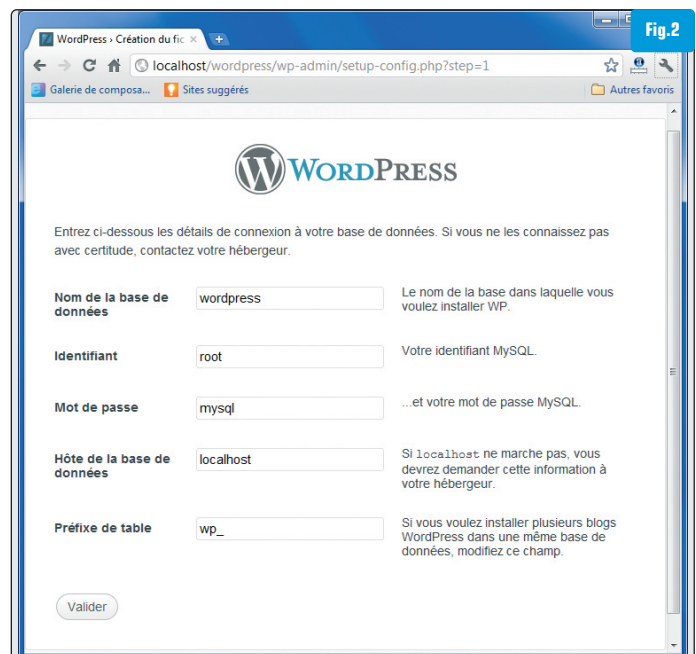 Fig.2
WordPress › Création du fic
localhost/wordpress/wp-admin/setup-config.php?step=1
Galerie de composa... Sites suggérés Autres favoris
WORDPRESS
Entrez ci-dessous les détails de connexion à votre base de données. Si vous ne les connaissez pas
avec certitude, contactez votre hébergeur.
Nom de la base de
données
wordpress
Le nom de la base dans laquelle vous
voulez installer WP.
Identifiant
root
Votre identifiant MySQL.
Mot de passe
mysql
...et votre mot de passe MySQL.
Hôte de la base de
données
localhost
Si localhost ne marche pas, vous
devrez demander cette information à
votre hébergeur.
Préfixe de table
wp_
Si vous voulez installer plusieurs blogs
WordPress dans une même base de
données, modifiez ce champ.
Valider